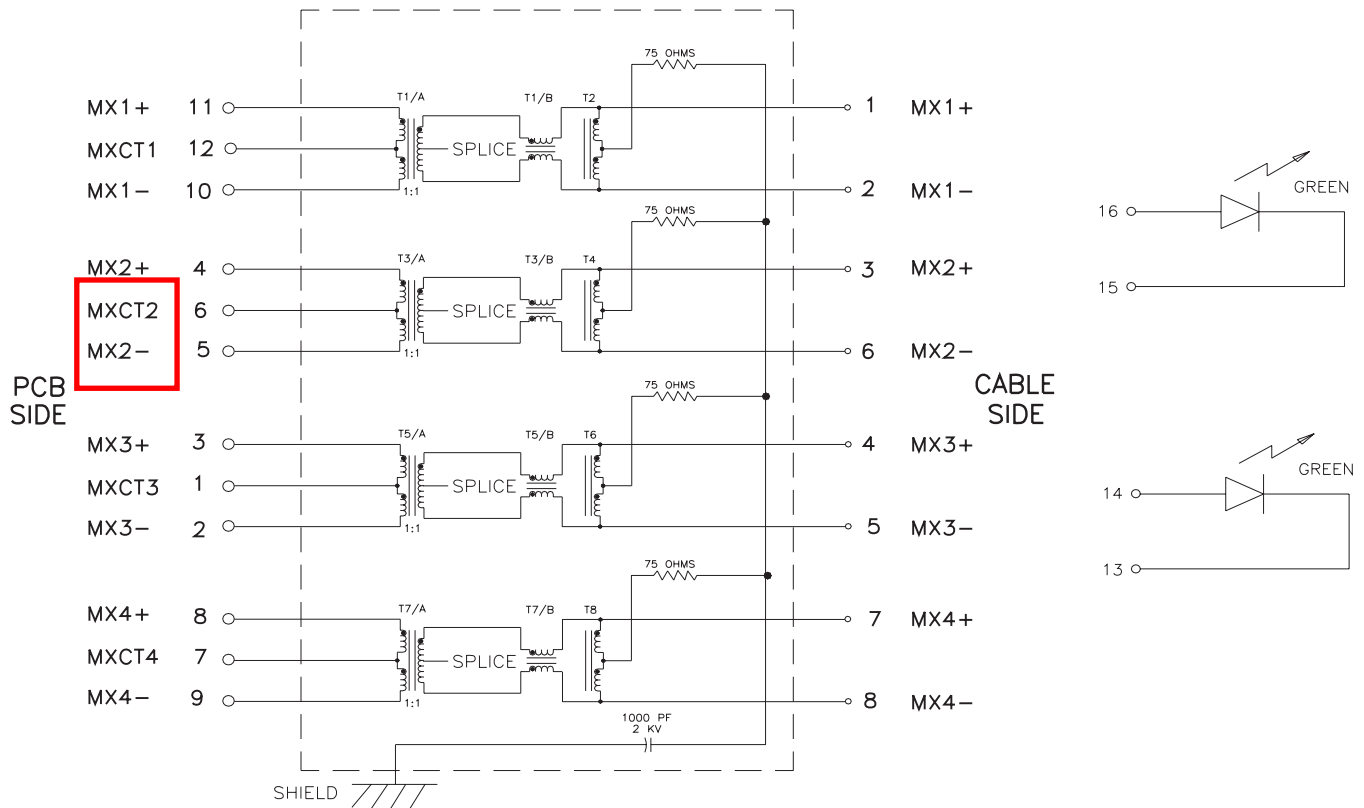 75 OHMS
T1/A T1/B T2
MX1+ 11 1 MX1+
MXCT1 12 SPLICE
MX1- 10 1:1 2 MX1-
GREEN
16
15
75 OHMS
T3/A T3/B T4
MX2+ 4 3 MX2+
MXCT2 6 SPLICE
MX2- 5 1:1 6 MX2-
PCB SIDE
CABLE SIDE
75 OHMS
T5/A T5/B T6
MX3+ 3 4 MX3+
MXCT3 1 SPLICE
MX3- 2 1:1 5 MX3-
GREEN
14
13
75 OHMS
T7/A T7/B T8
MX4+ 8 7 MX4+
MXCT4 7 SPLICE
MX4- 9 1:1 8 MX4-
1000 PF
2 KV
SHIELD